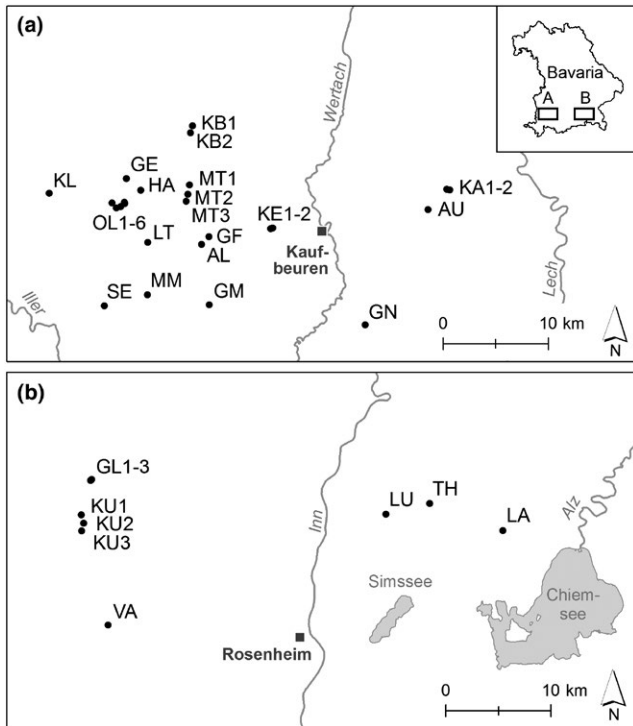 (a)
Wertach
Bavaria
A B
KB1
KB2
KL
GE
HA
MT1
MT2
MT3
KA1-2
OL1-6
KE1-2
AU
LT
GF
AL
Kauf-
beuren
Lech
Iller
SE
MM
GM
GN
0 10 km
N
(b)
GL1-3
KU1
KU2
KU3
Inn
LU
TH
LA
Alz
Simssee
Chiem-
see
VA
Rosenheim
0 10 km
N